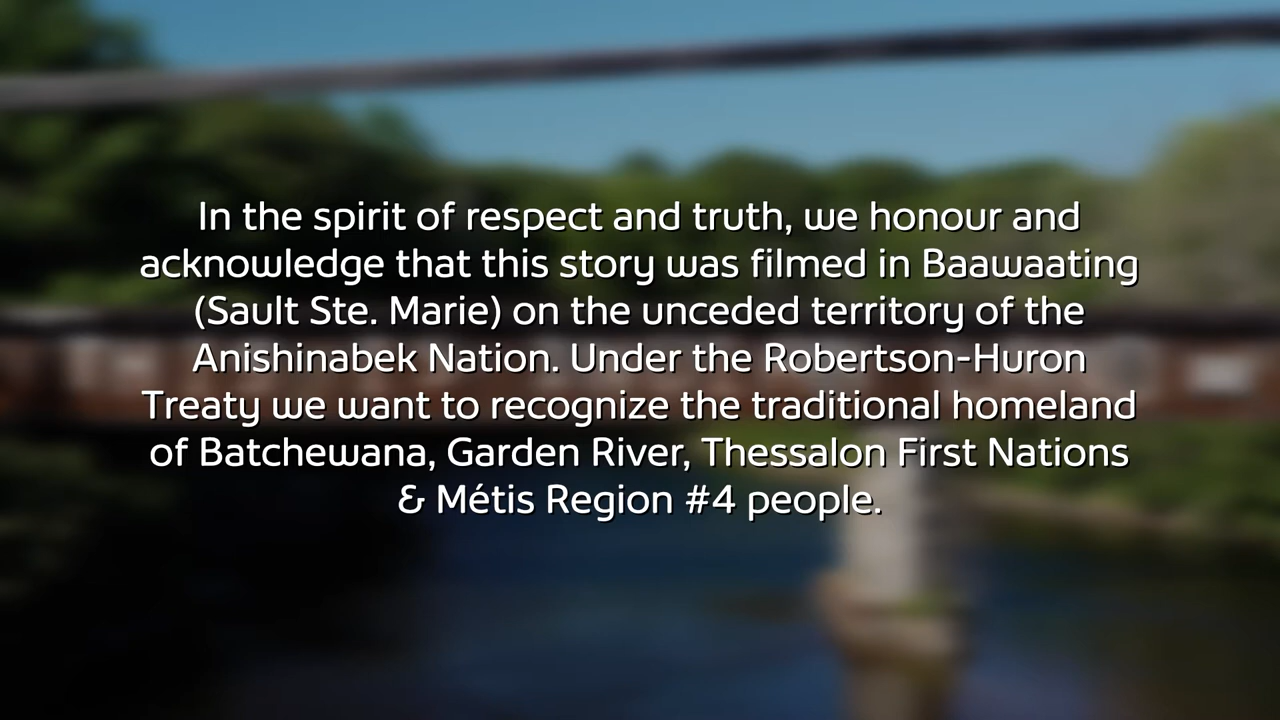 In the spirit of respect and truth, we honour and
acknowledge that this story was filmed in Baawaating
(Sault Ste. Marie) on the unceded territory of the
Anishinabek Nation. Under the Robertson-Huron
Treaty we want to recognize the traditional homeland
of Batchewana, Garden River, Thessalon First Nations
& Métis Region #4 people.